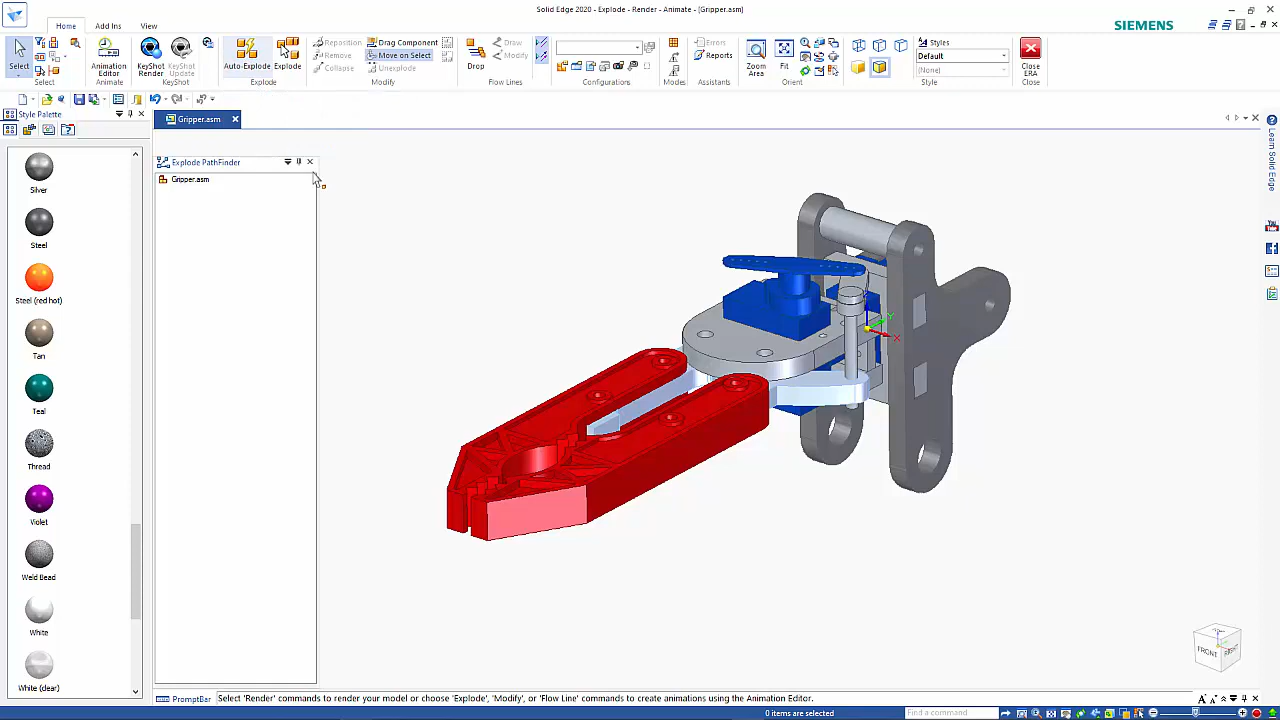 Solid Edge 2020 - Explode - Render - Animate - [Gripper.asm]
Home
Add Ins
View
SIEMENS
Select
Select
Animation Editor
Animate
KeyShot Render
KeyShot Update
KeyShot
Auto-Explode
Explode
Explode
Reposition
Remove
Collapse
Drag Component
Move on Select
Unexplode
Modify
Drop
Draw
Modify
Flow Lines
Configurations
Modes
Errors
Reports
Assistants
Zoom Area
Fit
Orient
Styles
Default
(None)
Style
Close ERA
Close
Style Palette
Gripper.asm
Silver
Steel
Steel (red hot)
Tan
Teal
Thread
Violet
Weld Bead
White
White (clear)
Explode PathFinder
Gripper.asm
Y
X
Learn Solid Edge
FRONT
RIGHT
PromptBar
Select 'Render' commands to render your model or choose 'Explode', 'Modify', or 'Flow Line' commands to create animations using the Animation Editor.
0 items are selected
Find a command